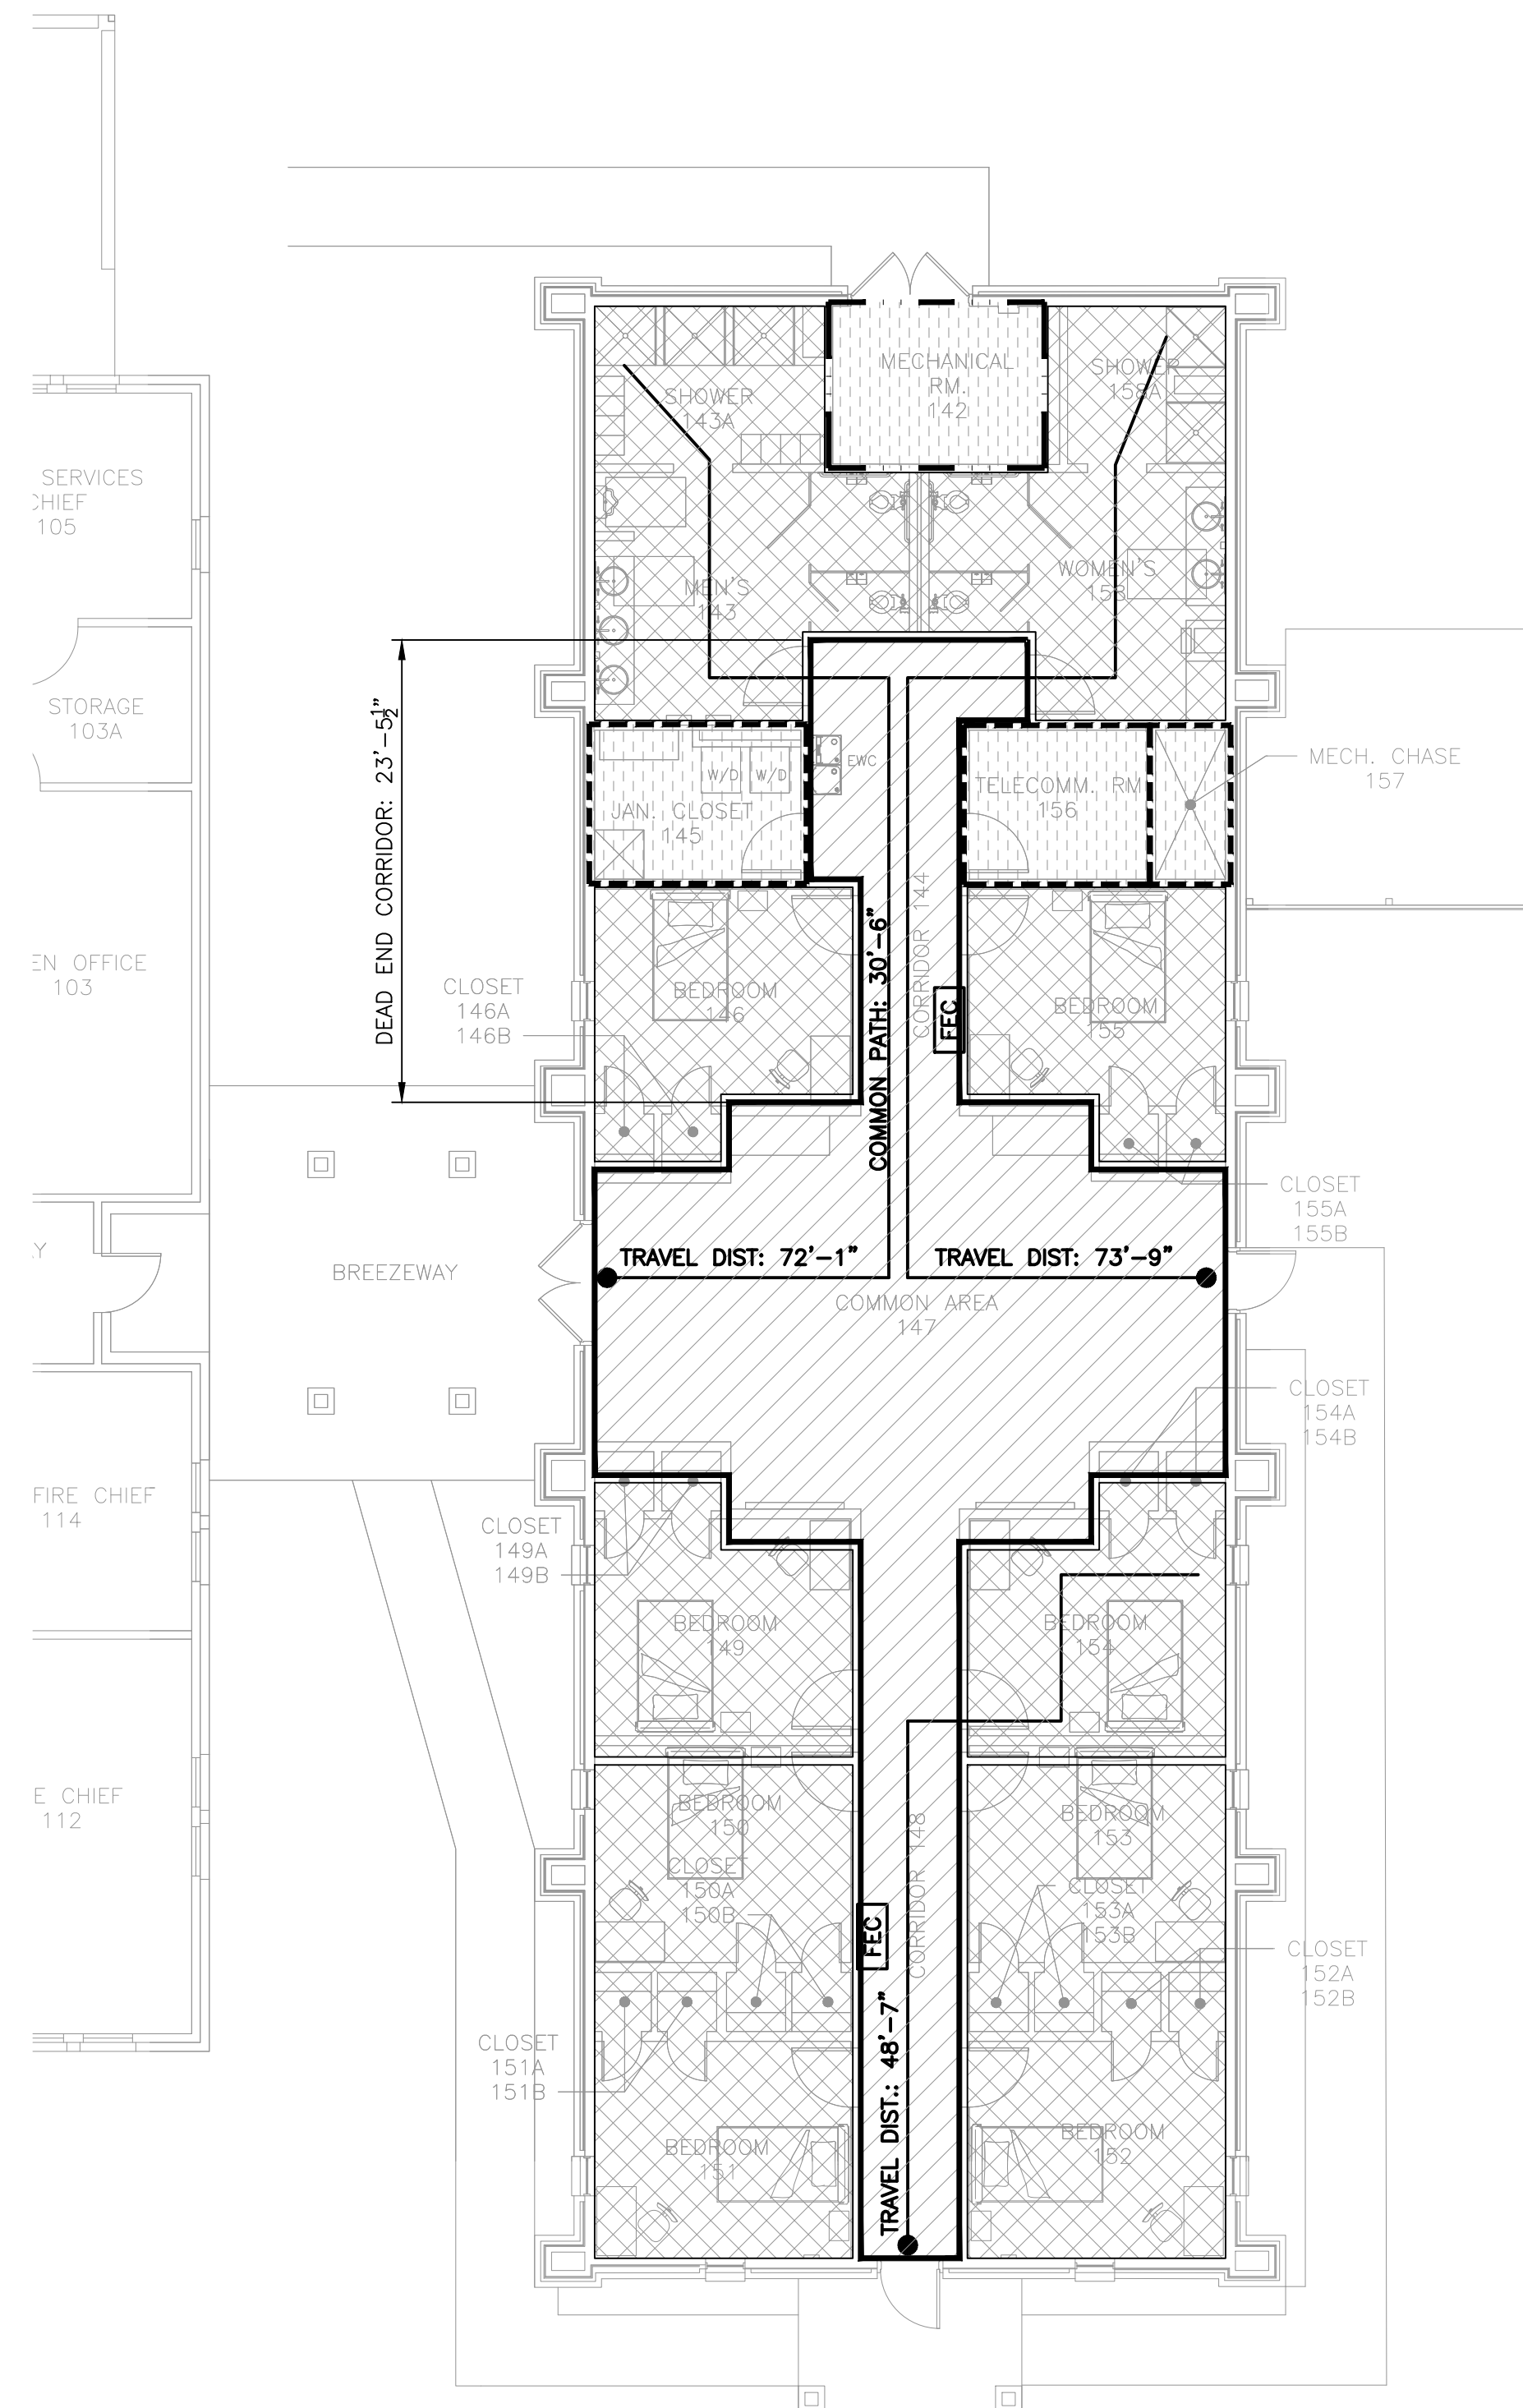 MECHANICAL
RM.
142
SHOWER
158A
SHOWER
143A
SERVICES
CHIEF
105
WOMEN'S
158
MEN'S
143
STORAGE
103A
DEAD END CORRIDOR: 23'-5½"
MECH. CHASE
157
EWC
W/D
W/D
TELECOMM. RM
156
JAN. CLOSET
145
CORRIDOR 144
COMMON PATH: 30'-6"
FEC
EN OFFICE
103
CLOSET
146A
146B
BEDROOM
146
BEDROOM
155
CLOSET
155A
155B
BREEZEWAY
TRAVEL DIST: 72'-1"
TRAVEL DIST: 73'-9"
COMMON AREA
147
CLOSET
154A
154B
FIRE CHIEF
114
CLOSET
149A
149B
BEDROOM
149
BEDROOM
154
E CHIEF
112
BEDROOM
150
BEDROOM
153
CLOSET
150A
150B
CLOSET
153A
153B
CORRIDOR 148
FEC
CLOSET
152A
152B
CLOSET
151A
151B
TRAVEL DIST.: 48'-7"
BEDROOM
151
BEDROOM
152